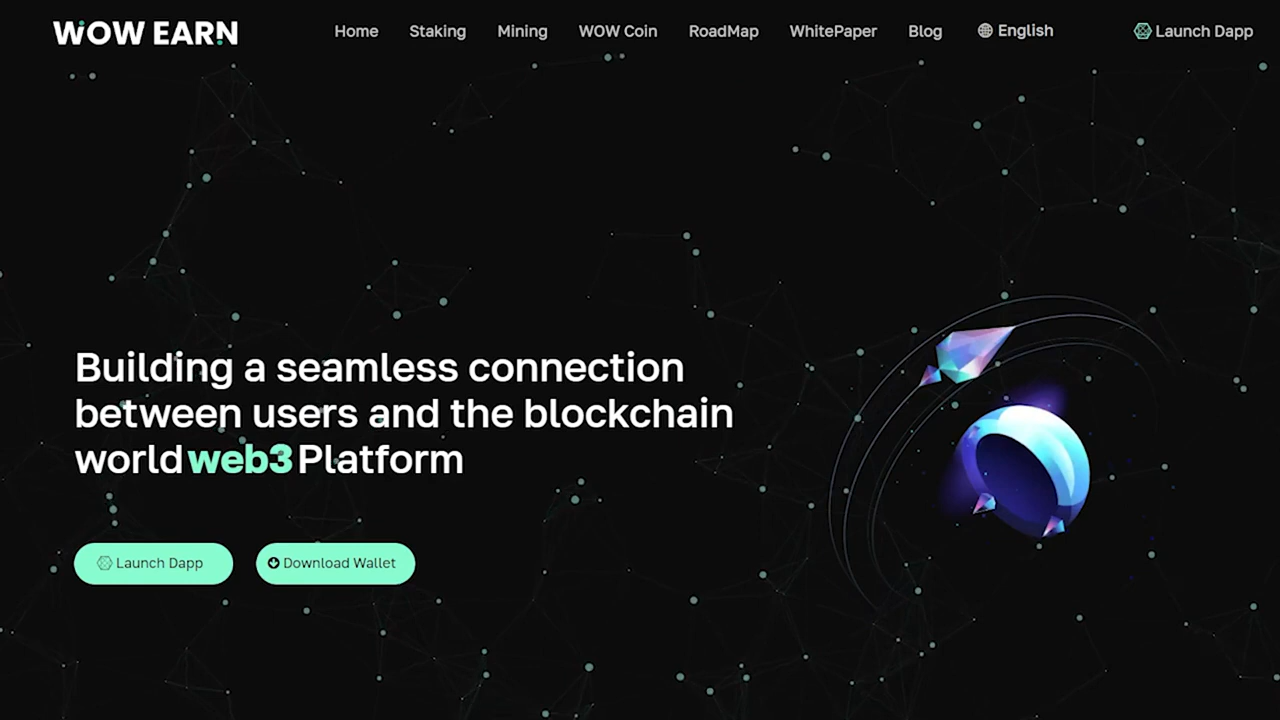 WOW EARN
Home Staking Mining WOW Coin RoadMap WhitePaper Blog English Launch Dapp
Building a seamless connection
between users and the blockchain
world web3 Platform
Launch Dapp Download Wallet